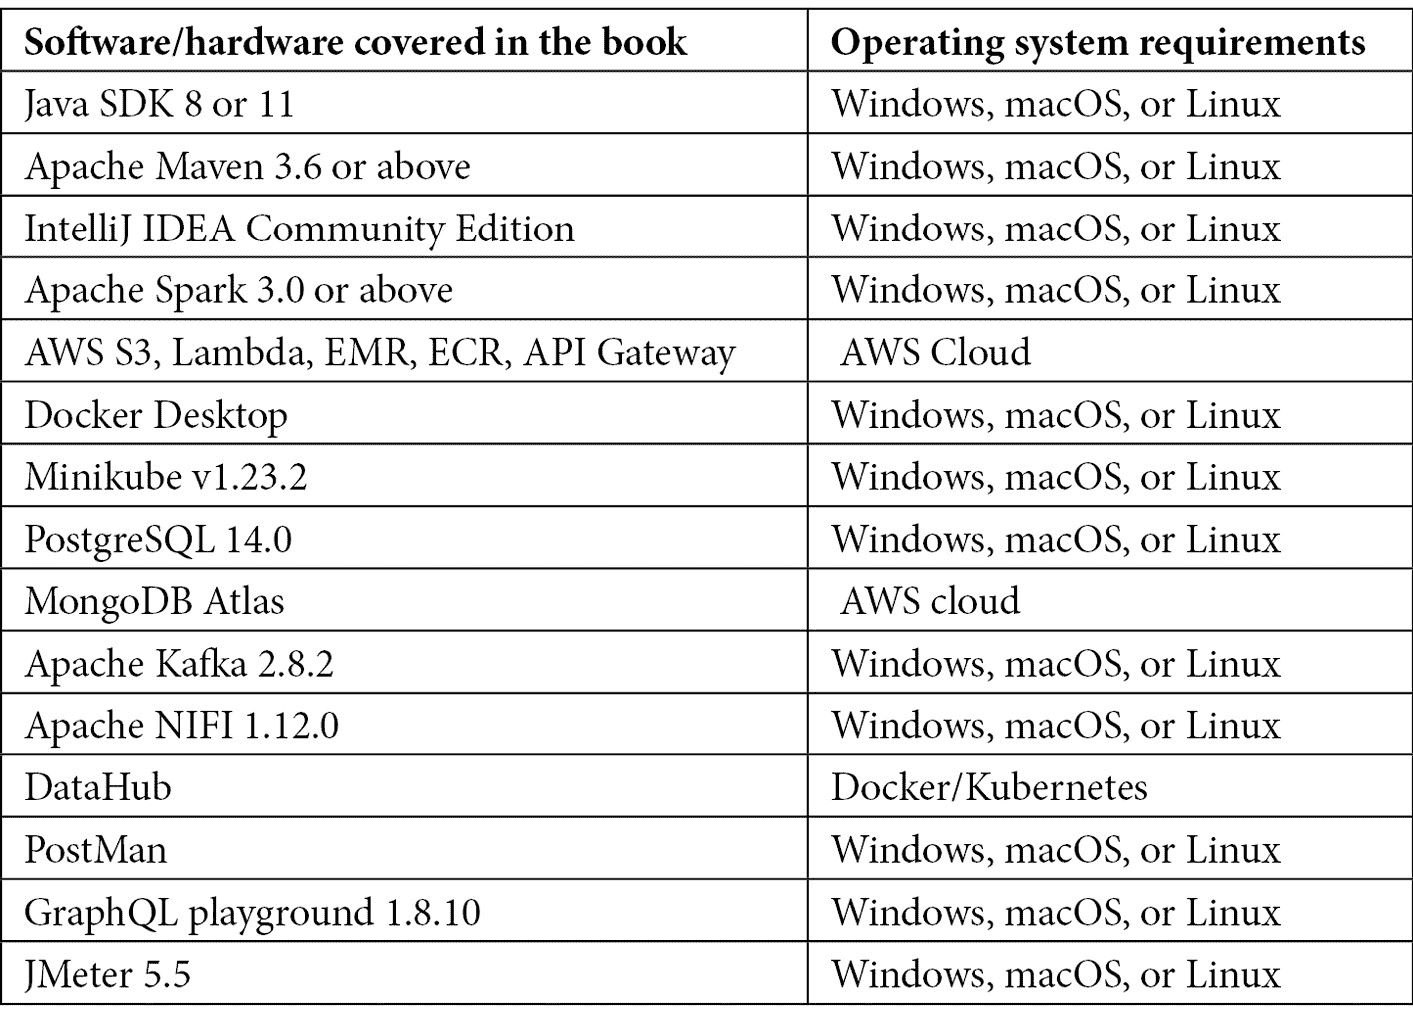 Software/hardware covered in the book Operating system requirements
Java SDK 8 or 11 Windows, macOS, or Linux
Apache Maven 3.6 or above Windows, macOS, or Linux
IntelliJ IDEA Community Edition Windows, macOS, or Linux
Apache Spark 3.0 or above Windows, macOS, or Linux
AWS S3, Lambda, EMR, ECR, API Gateway AWS Cloud
Docker Desktop Windows, macOS, or Linux
Minikube v1.23.2 Windows, macOS, or Linux
PostgreSQL 14.0 Windows, macOS, or Linux
MongoDB Atlas AWS cloud
Apache Kafka 2.8.2 Windows, macOS, or Linux
Apache NIFI 1.12.0 Windows, macOS, or Linux
DataHub Docker/Kubernetes
PostMan Windows, macOS, or Linux
GraphQL playground 1.8.10 Windows, macOS, or Linux
JMeter 5.5 Windows, macOS, or Linux